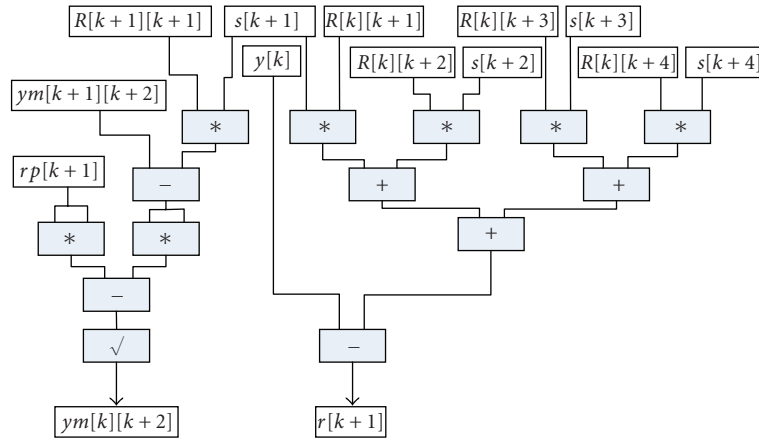 R[k+1][k+1] s[k+1] R[k][k+1] R[k][k+3] s[k+3]
y[k] R[k][k+2] s[k+2] R[k][k+4] s[k+4]
ym[k+1][k+2]
* * * * *
rp[k+1] − + +
* * +
−
√ −
ym[k][k+2] r[k+1]